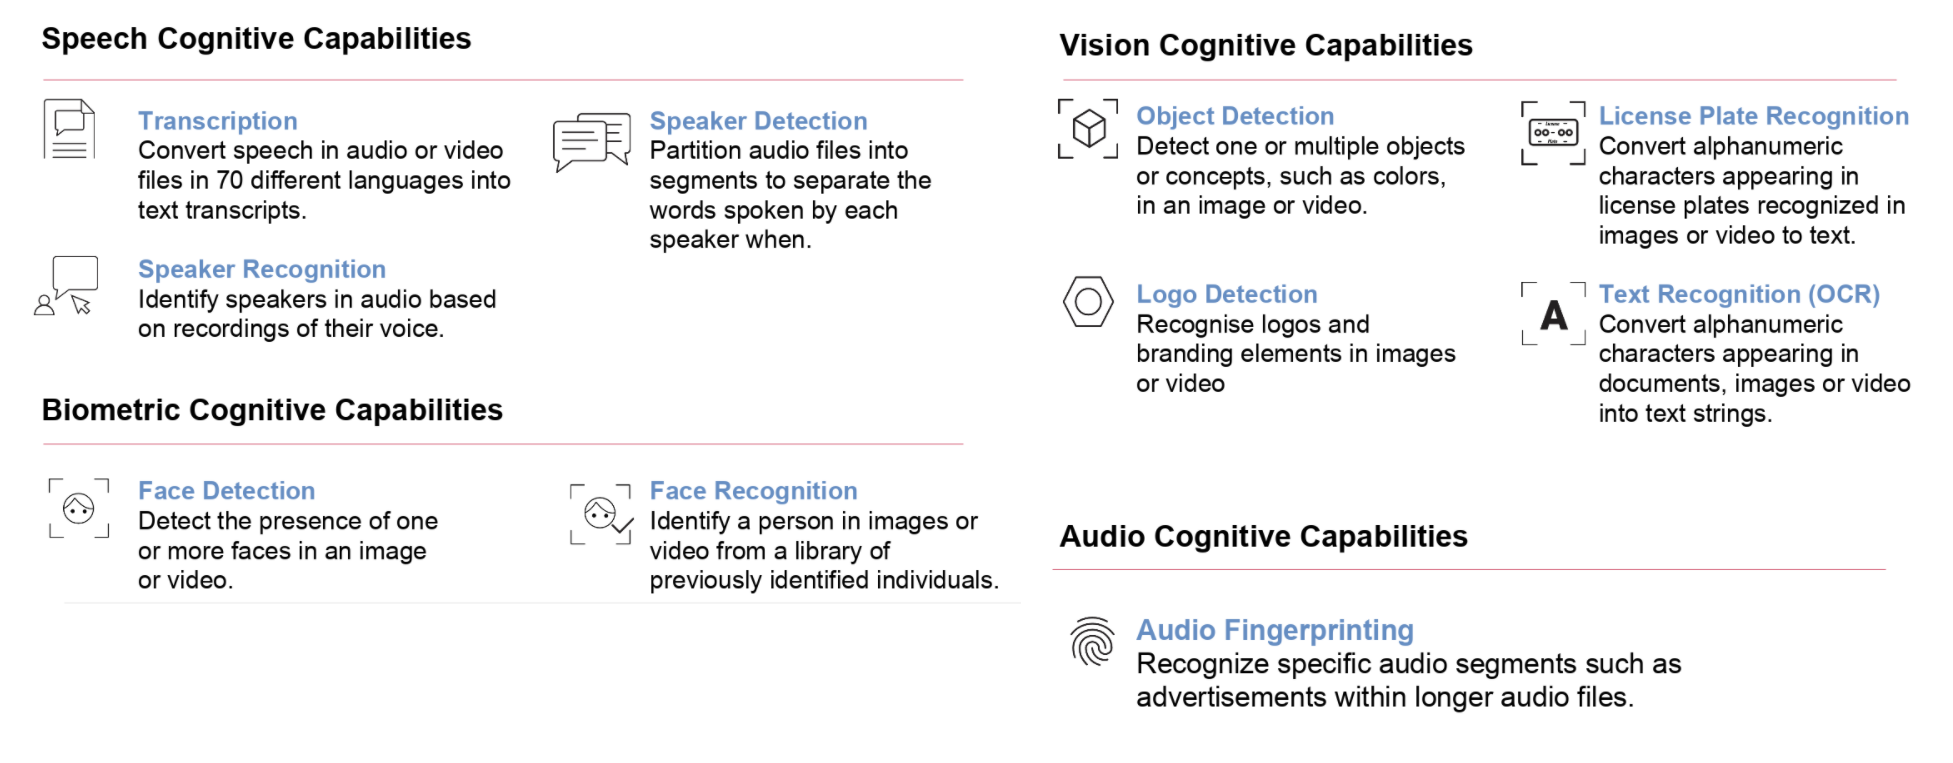 Speech Cognitive Capabilities
Transcription
Convert speech in audio or video
files in 70 different languages into
text transcripts.
Speaker Detection
Partition audio files into
segments to separate the
words spoken by each
speaker when.
Speaker Recognition
Identify speakers in audio based
on recordings of their voice.
Biometric Cognitive Capabilities
Face Detection
Detect the presence of one
or more faces in an image
or video.
Face Recognition
Identify a person in images or
video from a library of
previously identified individuals.
Vision Cognitive Capabilities
Object Detection
Detect one or multiple objects
or concepts, such as colors,
in an image or video.
License Plate Recognition
Convert alphanumeric
characters appearing in
license plates recognized in
images or video to text.
Logo Detection
Recognise logos and
branding elements in images
or video
A
Text Recognition (OCR)
Convert alphanumeric
characters appearing in
documents, images or video
into text strings.
Audio Cognitive Capabilities
Audio Fingerprinting
Recognize specific audio segments such as
advertisements within longer audio files.